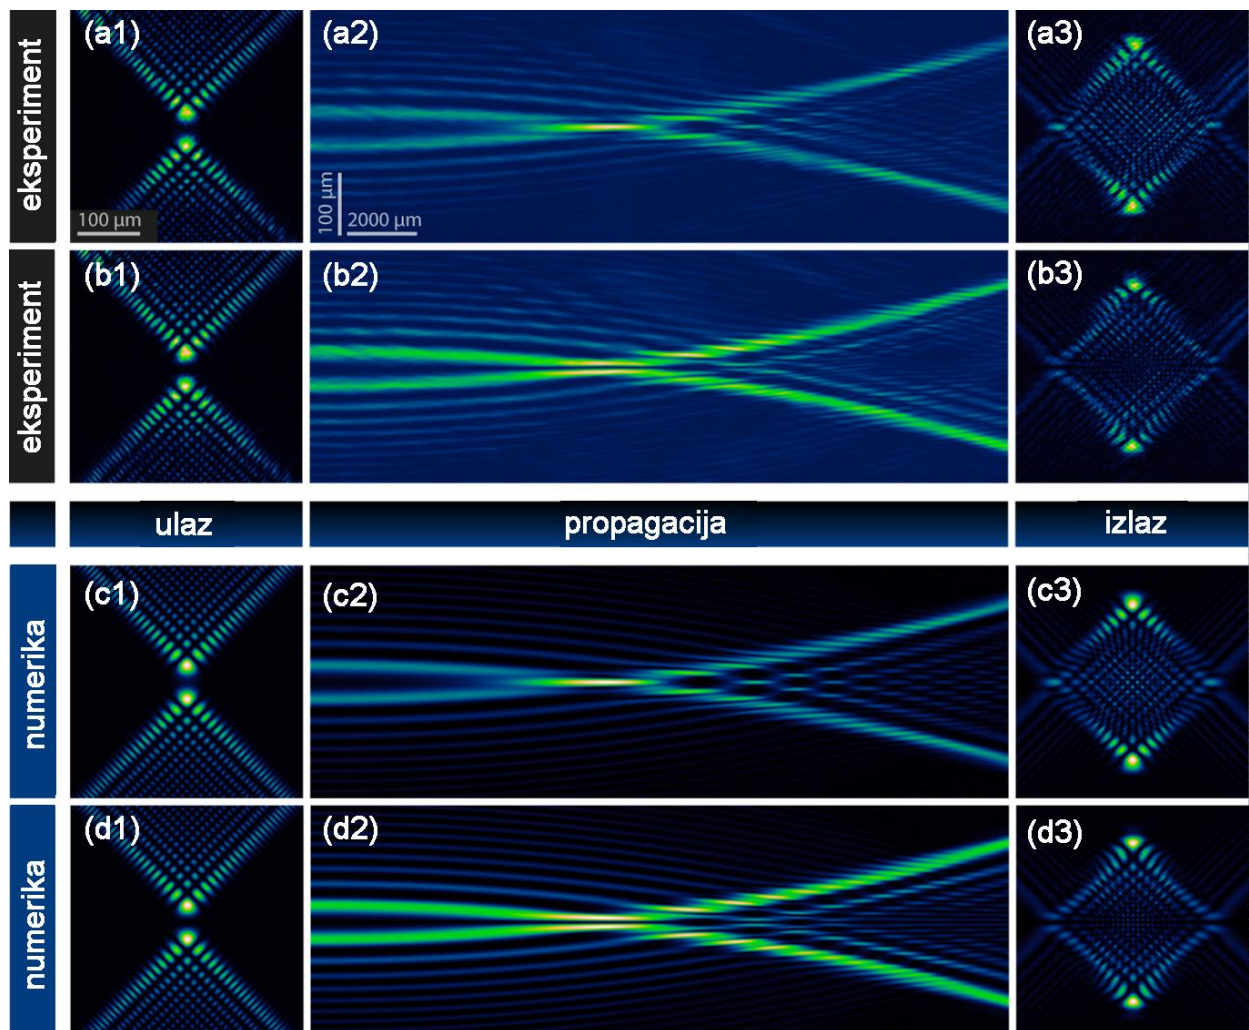 eksperiment
(a1)
(a2)
(a3)
100 µm
100 µm
2000 µm
eksperiment
(b1)
(b2)
(b3)
ulaz
propagacija
izlaz
numerika
(c1)
(c2)
(c3)
numerika
(d1)
(d2)
(d3)